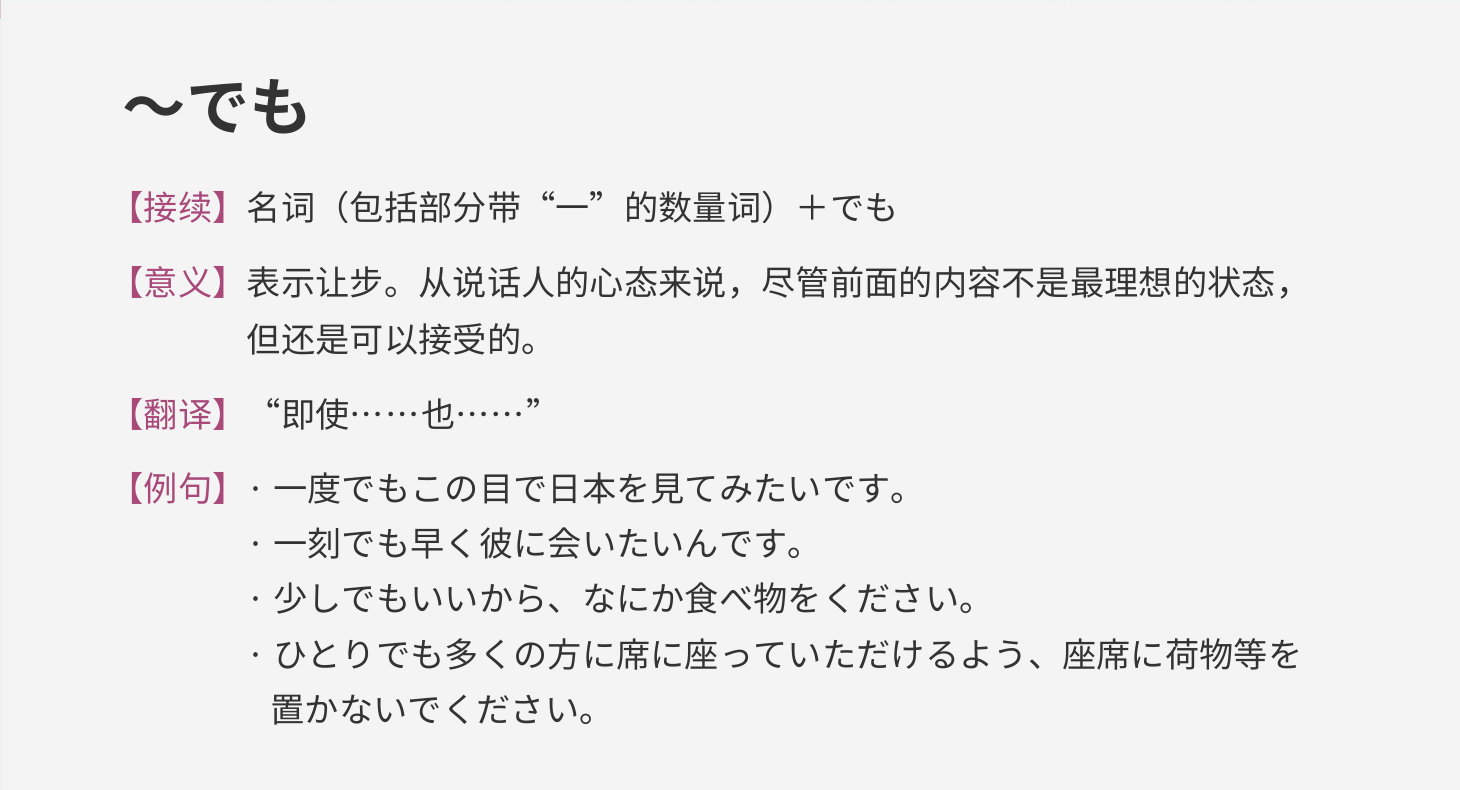 ～でも
【接续】名词（包括部分带“一”的数量词）＋でも
【意义】表示让步。从说话人的心态来说，尽管前面的内容不是最理想的状态，
但还是可以接受的。
【翻译】“即使……也……”
【例句】· 一度でもこの目で日本を見てみたいです。
· 一刻でも早く彼に会いたいんです。
· 少しでもいいから、なにか食べ物をください。
· ひとりでも多くの方に席に座っていただけるよう、座席に荷物等を
置かないでください。